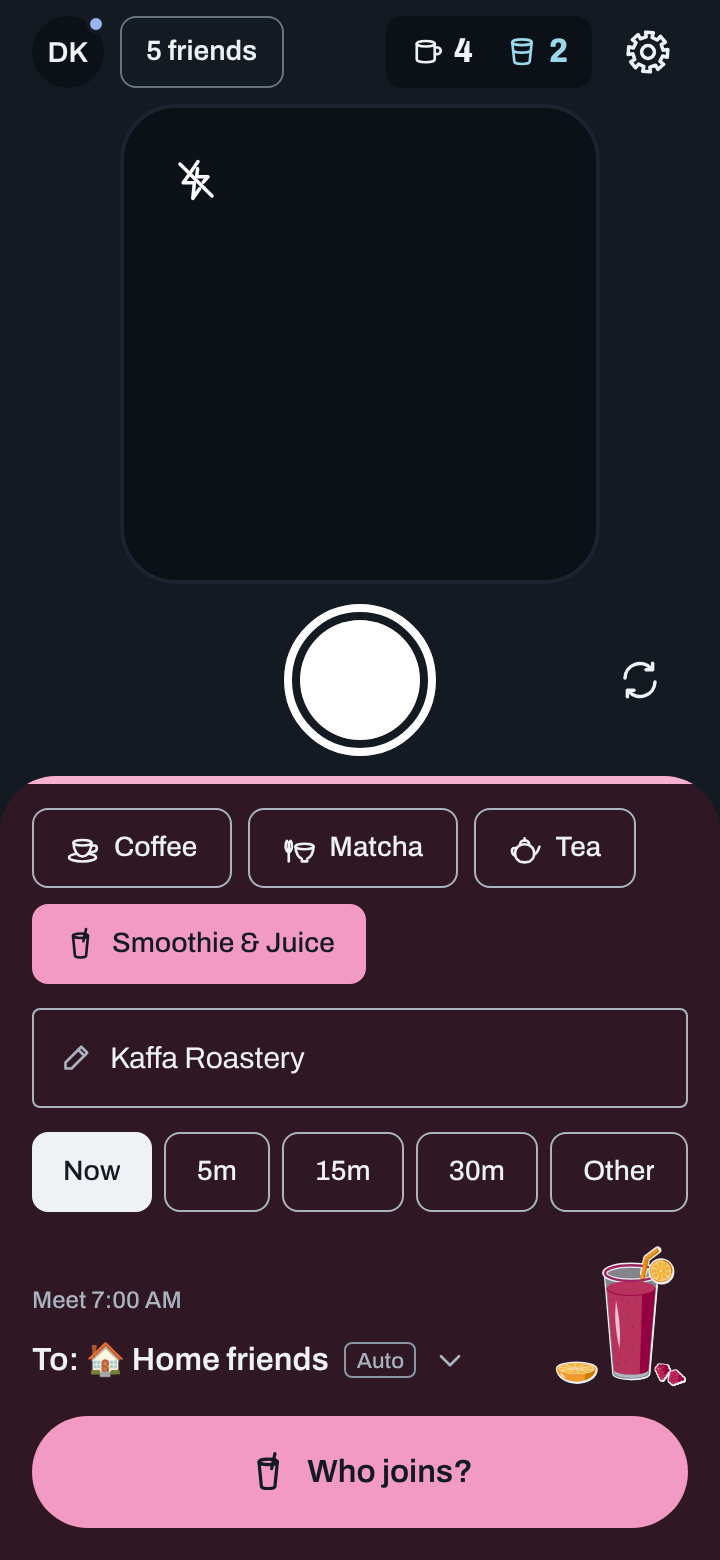 DK
5 friends
4
2
Coffee
Matcha
Tea
Smoothie & Juice
Kaffa Roastery
Now
5m
15m
30m
Other
Meet 7:00 AM
To: 🏠 Home friends
Auto
Who joins?